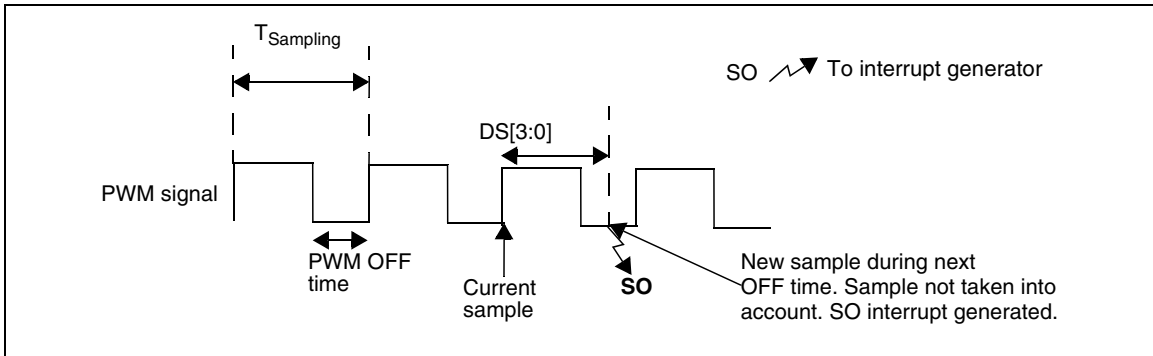 TSampling
SO To interrupt generator
DS[3:0]
PWM signal
PWM OFF
time
Current
sample
SO
New sample during next
OFF time. Sample not taken into
account. SO interrupt generated.